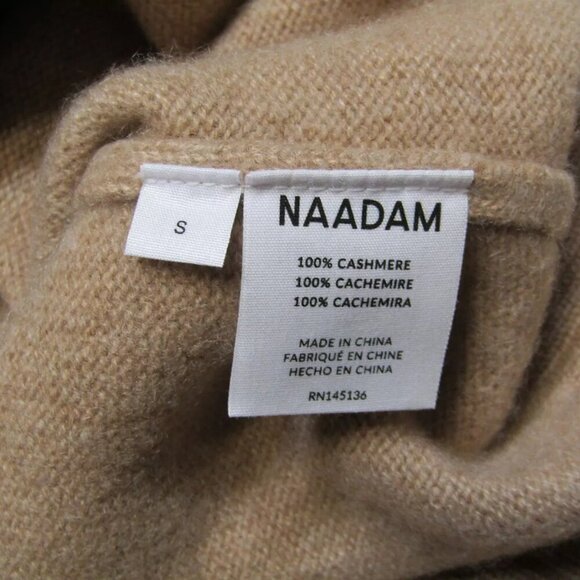 S
NAADAM
100% CASHMERE
100% CACHEMIRE
100% CACHEMIRA
MADE IN CHINA
FABRIQUÉ EN CHINE
HECHO EN CHINA
RN145136